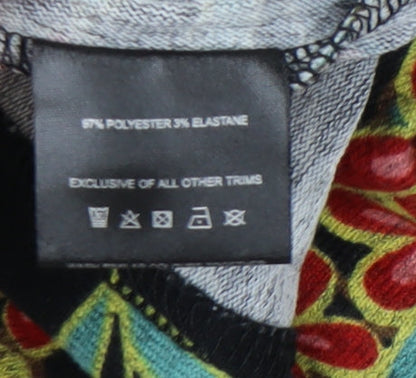 97% POLYESTER 3% ELASTANE
EXCLUSIVE OF ALL OTHER TRIMS